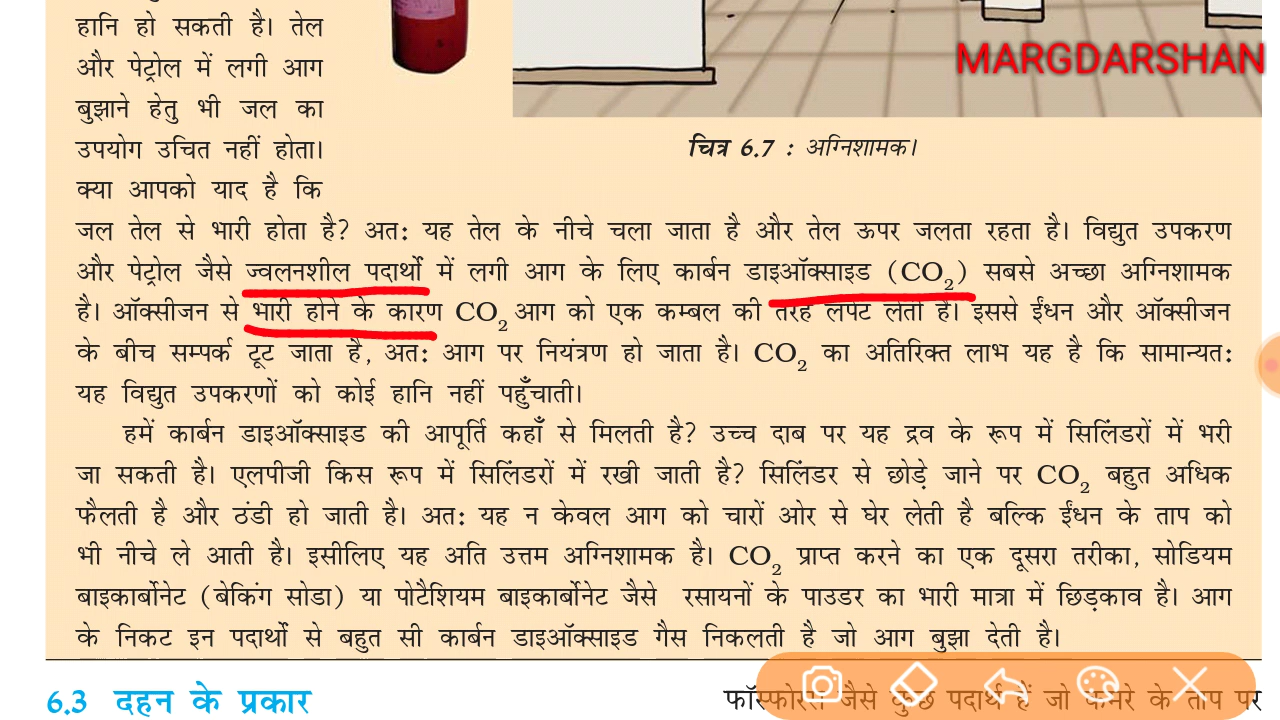 हानि हो सकती है। तेल
और पेट्रोल में लगी आग
बुझाने हेतु भी जल का
उपयोग उचित नहीं होता।
क्या आपको याद है कि
MARGDARSHAN
चित्र 6.7 : अग्निशामक।
जल तेल से भारी होता है? अत: यह तेल के नीचे चला जाता है और तेल ऊपर जलता रहता है। विद्युत उपकरण
और पेट्रोल जैसे ज्वलनशील पदार्थों में लगी आग के लिए कार्बन डाइऑक्साइड (CO2) सबसे अच्छा अग्निशामक
है। ऑक्सीजन से भारी होने के कारण CO2 आग को एक कम्बल की तरह लपेट लेती है। इससे ईंधन और ऑक्सीजन
के बीच सम्पर्क टूट जाता है, अत: आग पर नियंत्रण हो जाता है। CO2 का अतिरिक्त लाभ यह है कि सामान्यत:
यह विद्युत उपकरणों को कोई हानि नहीं पहुँचाती।
हमें कार्बन डाइऑक्साइड की आपूर्ति कहाँ से मिलती है? उच्च दाब पर यह द्रव के रूप में सिलिंडरों में भरी
जा सकती है। एलपीजी किस रूप में सिलिंडरों में रखी जाती है? सिलिंडर से छोड़े जाने पर CO2 बहुत अधिक
फैलती है और ठंडी हो जाती है। अत: यह न केवल आग को चारों ओर से घेर लेती है बल्कि ईंधन के ताप को
भी नीचे ले आती है। इसीलिए यह अति उत्तम अग्निशामक है। CO2 प्राप्त करने का एक दूसरा तरीका, सोडियम
बाइकार्बोनेट (बेकिंग सोडा) या पोटैशियम बाइकार्बोनेट जैसे रसायनों के पाउडर का भारी मात्रा में छिड़काव है। आग
के निकट इन पदार्थों से बहुत सी कार्बन डाइऑक्साइड गैस निकलती है जो आग बुझा देती है।
6.3 दहन के प्रकार
फॉस्फोरस जैसे कुछ पदार्थ हैं जो कमरे के ताप पर